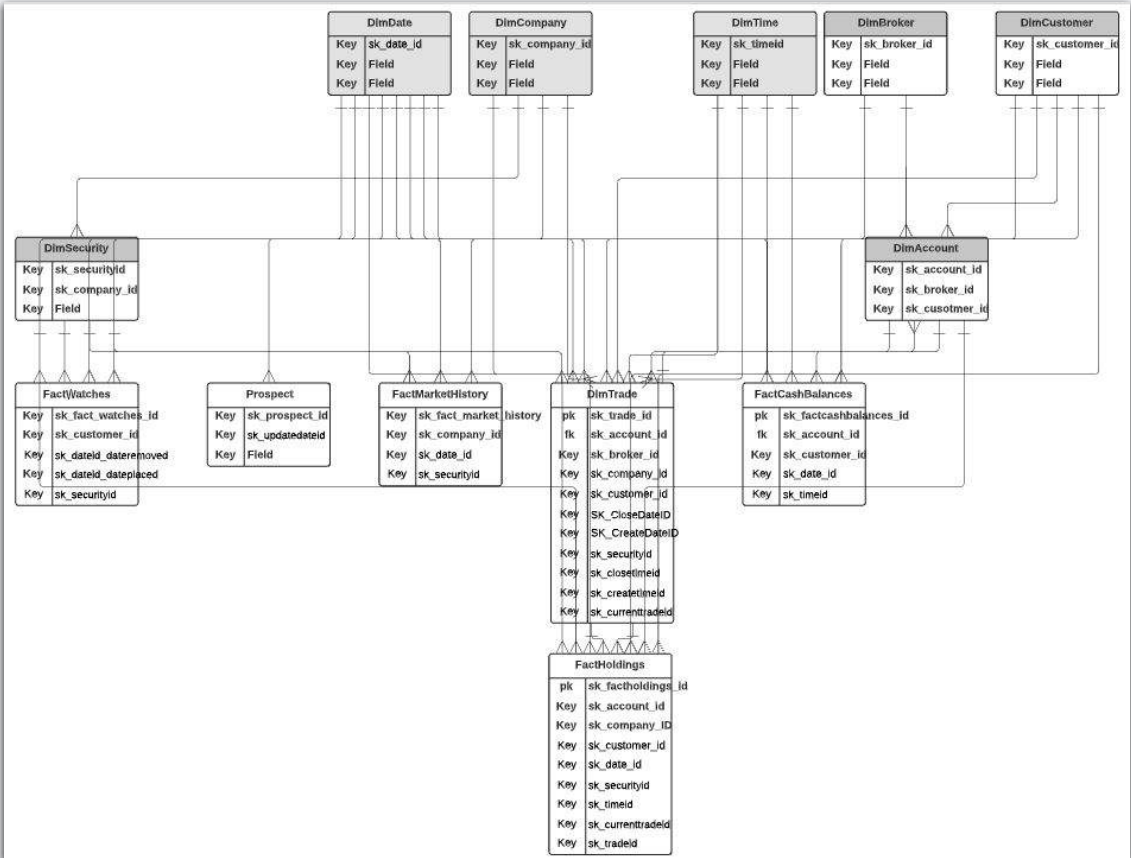 DimDate
Key sk_date_id
Key Field
Key Field
DimCompany
Key sk_company_id
Key Field
Key Field
DimTime
Key sk_timeid
Key Field
Key Field
DimBroker
Key sk_broker_id
Key Field
Key Field
DimCustomer
Key sk_customer_id
Key Field
Key Field
DimSecurity
Key sk_securityid
Key sk_company_id
Key Field
DimAccount
Key sk_account_id
Key sk_broker_id
Key sk_cusotmer_id
FactWatches
Key sk_fact_watches_id
Key sk_customer_id
Key sk_dateid_dateremoved
Key sk_dateid_dateplaced
Key sk_securityid
Prospect
Key sk_prospect_id
Key sk_updatedateid
Key Field
FactMarketHistory
Key sk_fact_market_history
Key sk_company_id
Key sk_date_id
Key sk_securityid
DimTrade
pk sk_trade_id
fk sk_account_id
Key sk_broker_id
Key sk_company_id
Key sk_customer_id
Key SK_CloseDateID
Key SK_CreateDateID
Key sk_securityid
Key sk_closetimeid
Key sk_createtimeid
Key sk_currenttradeid
FactCashBalances
pk sk_factcashbalances_id
fk sk_account_id
Key sk_customer_id
Key sk_date_id
Key sk_timeid
FactHoldings
pk sk_factholdings_id
Key sk_account_id
Key sk_company_ID
Key sk_customer_id
Key sk_date_id
Key sk_securityid
Key sk_timeid
Key sk_currenttradeid
Key sk_tradeid